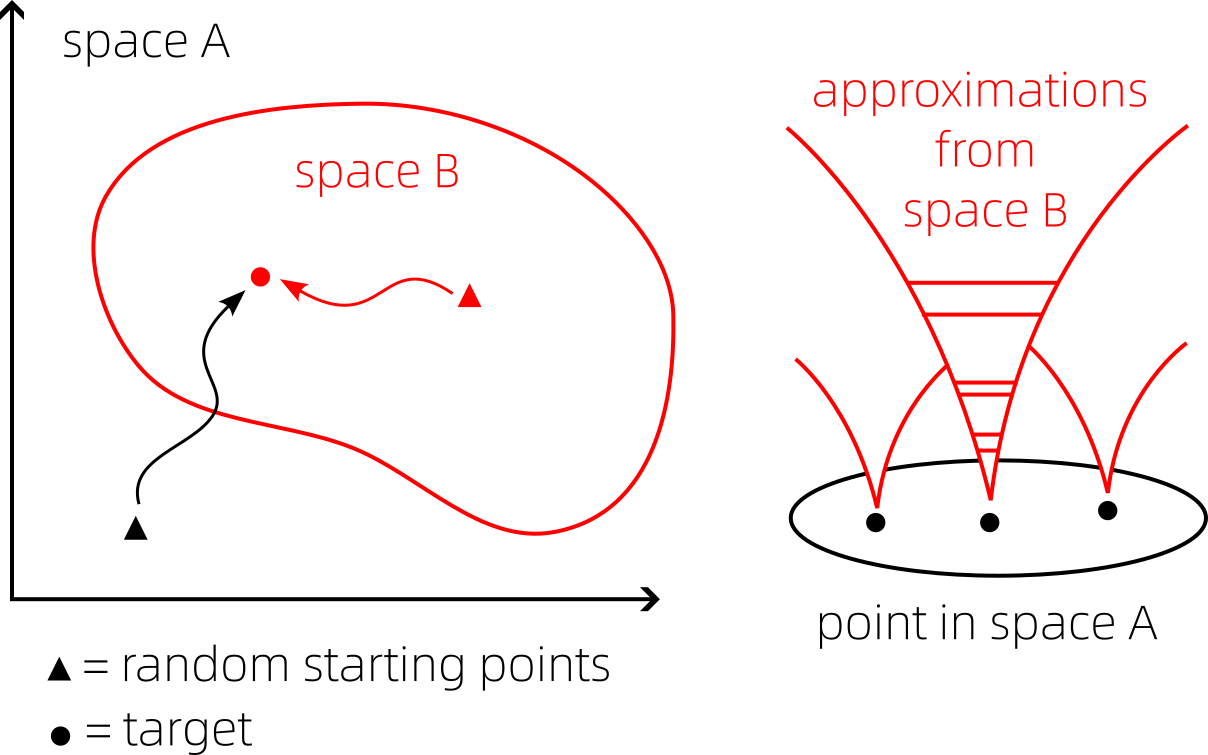 space A
space B
▲ = random starting points
● = target
approximations
from
space B
point in space A